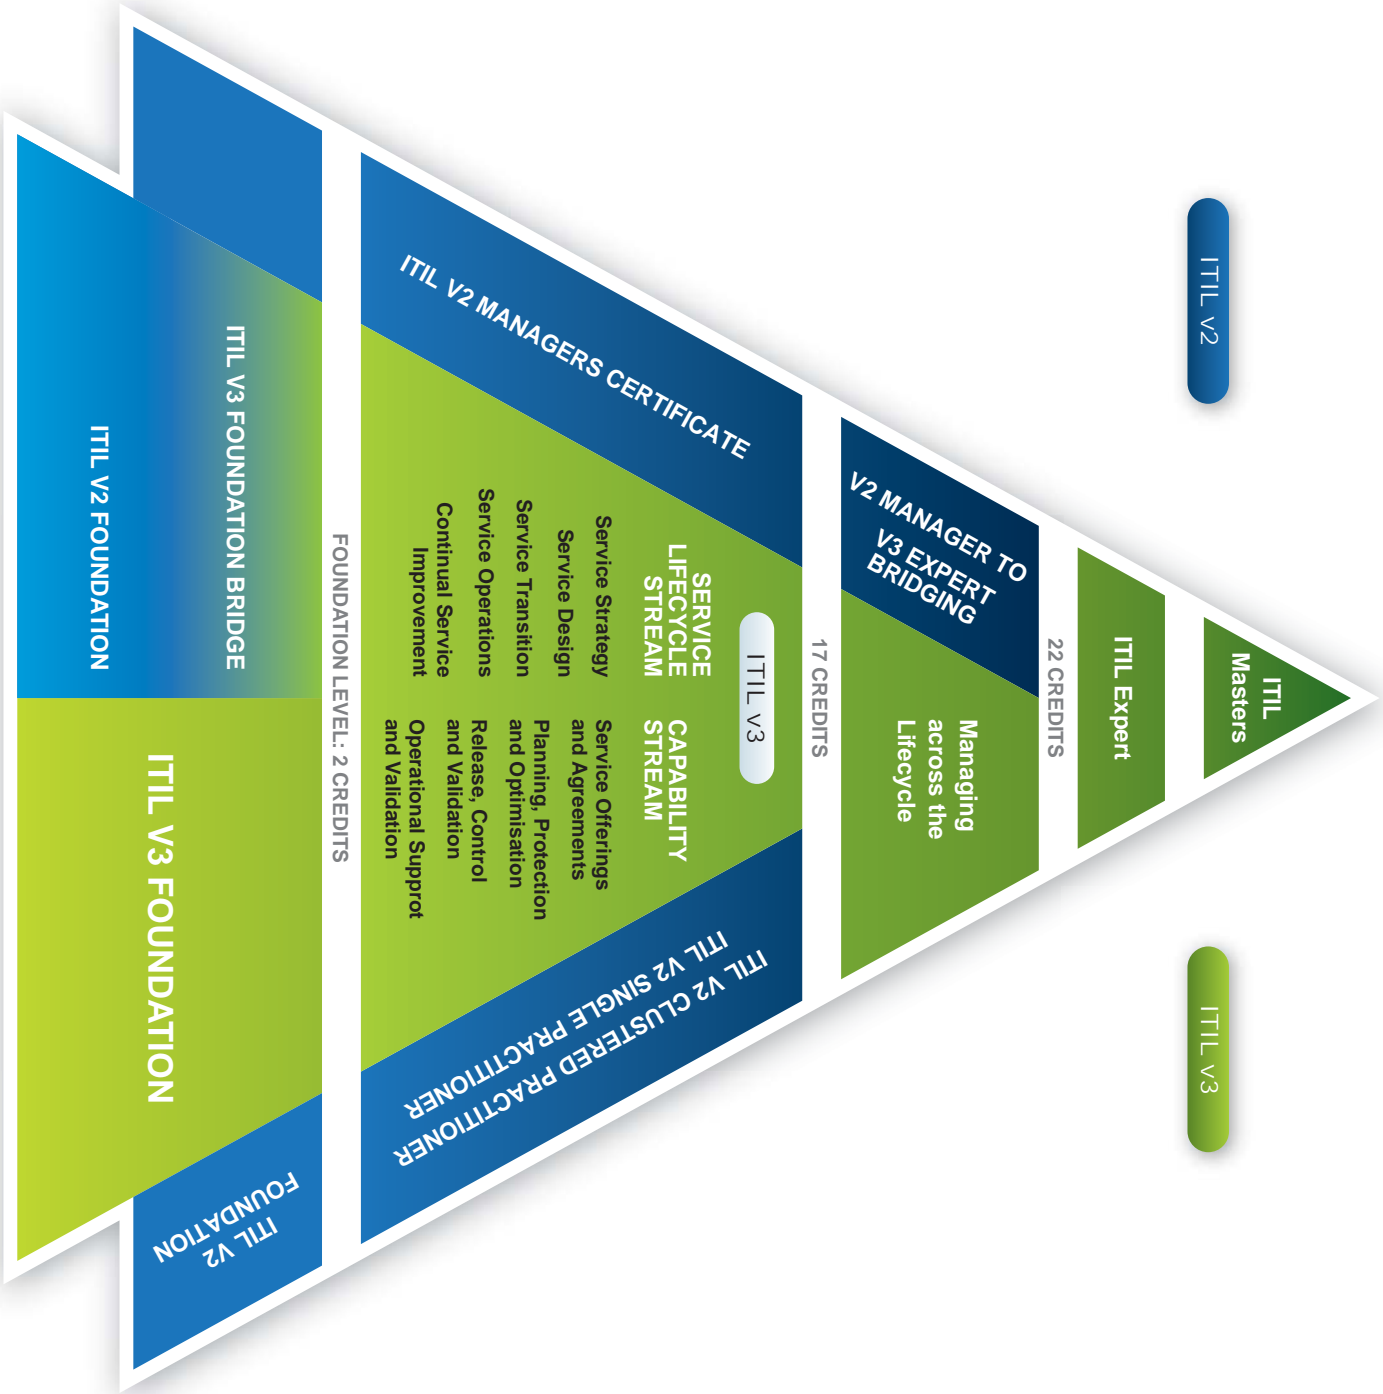 ITIL v2
ITIL v3
ITIL
Masters
ITIL Expert
22 CREDITS
V2 MANAGER TO
V3 EXPERT
BRIDGING
Managing
across the
Lifecycle
17 CREDITS
ITIL v3
ITIL V2 MANAGERS CERTIFICATE
SERVICE
LIFECYCLE
STREAM
Service Strategy
Service Design
Service Transition
Service Operations
Continual Service
Improvement
CAPABILITY
STREAM
Service Offerings
and Agreements
Planning, Protection
and Optimisation
Release, Control
and Validation
Operational Supprot
and Validation
ITIL V2 SINGLE PRACTITIONER
ITIL V2 CLUSTERED PRACTITIONER
FOUNDATION LEVEL: 2 CREDITS
ITIL V3 FOUNDATION BRIDGE
ITIL V2 FOUNDATION
ITIL V3 FOUNDATION
ITIL V2
FOUNDATION